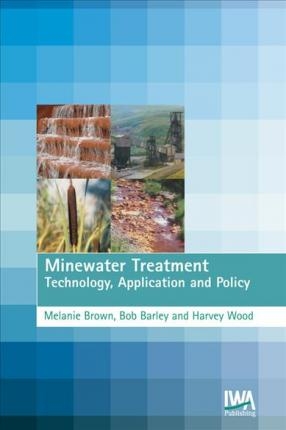 Minewater Treatment
Technology, Application and Policy
Melanie Brown, Bob Barley and Harvey Wood
IWA
Publishing